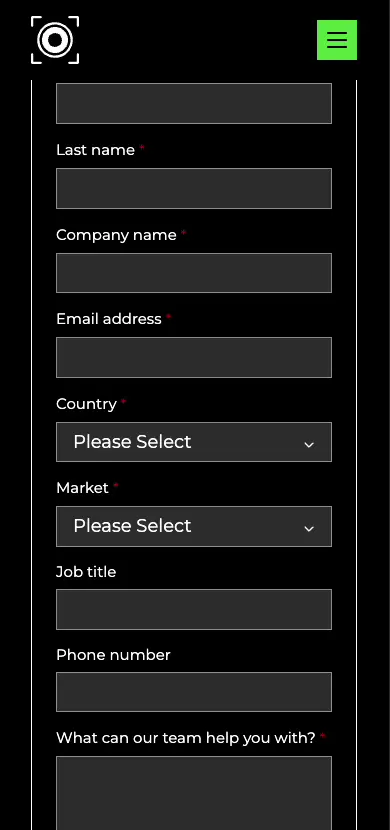 Last name *
Company name *
Email address *
Country *
Please Select
Market *
Please Select
Job title
Phone number
What can our team help you with? *